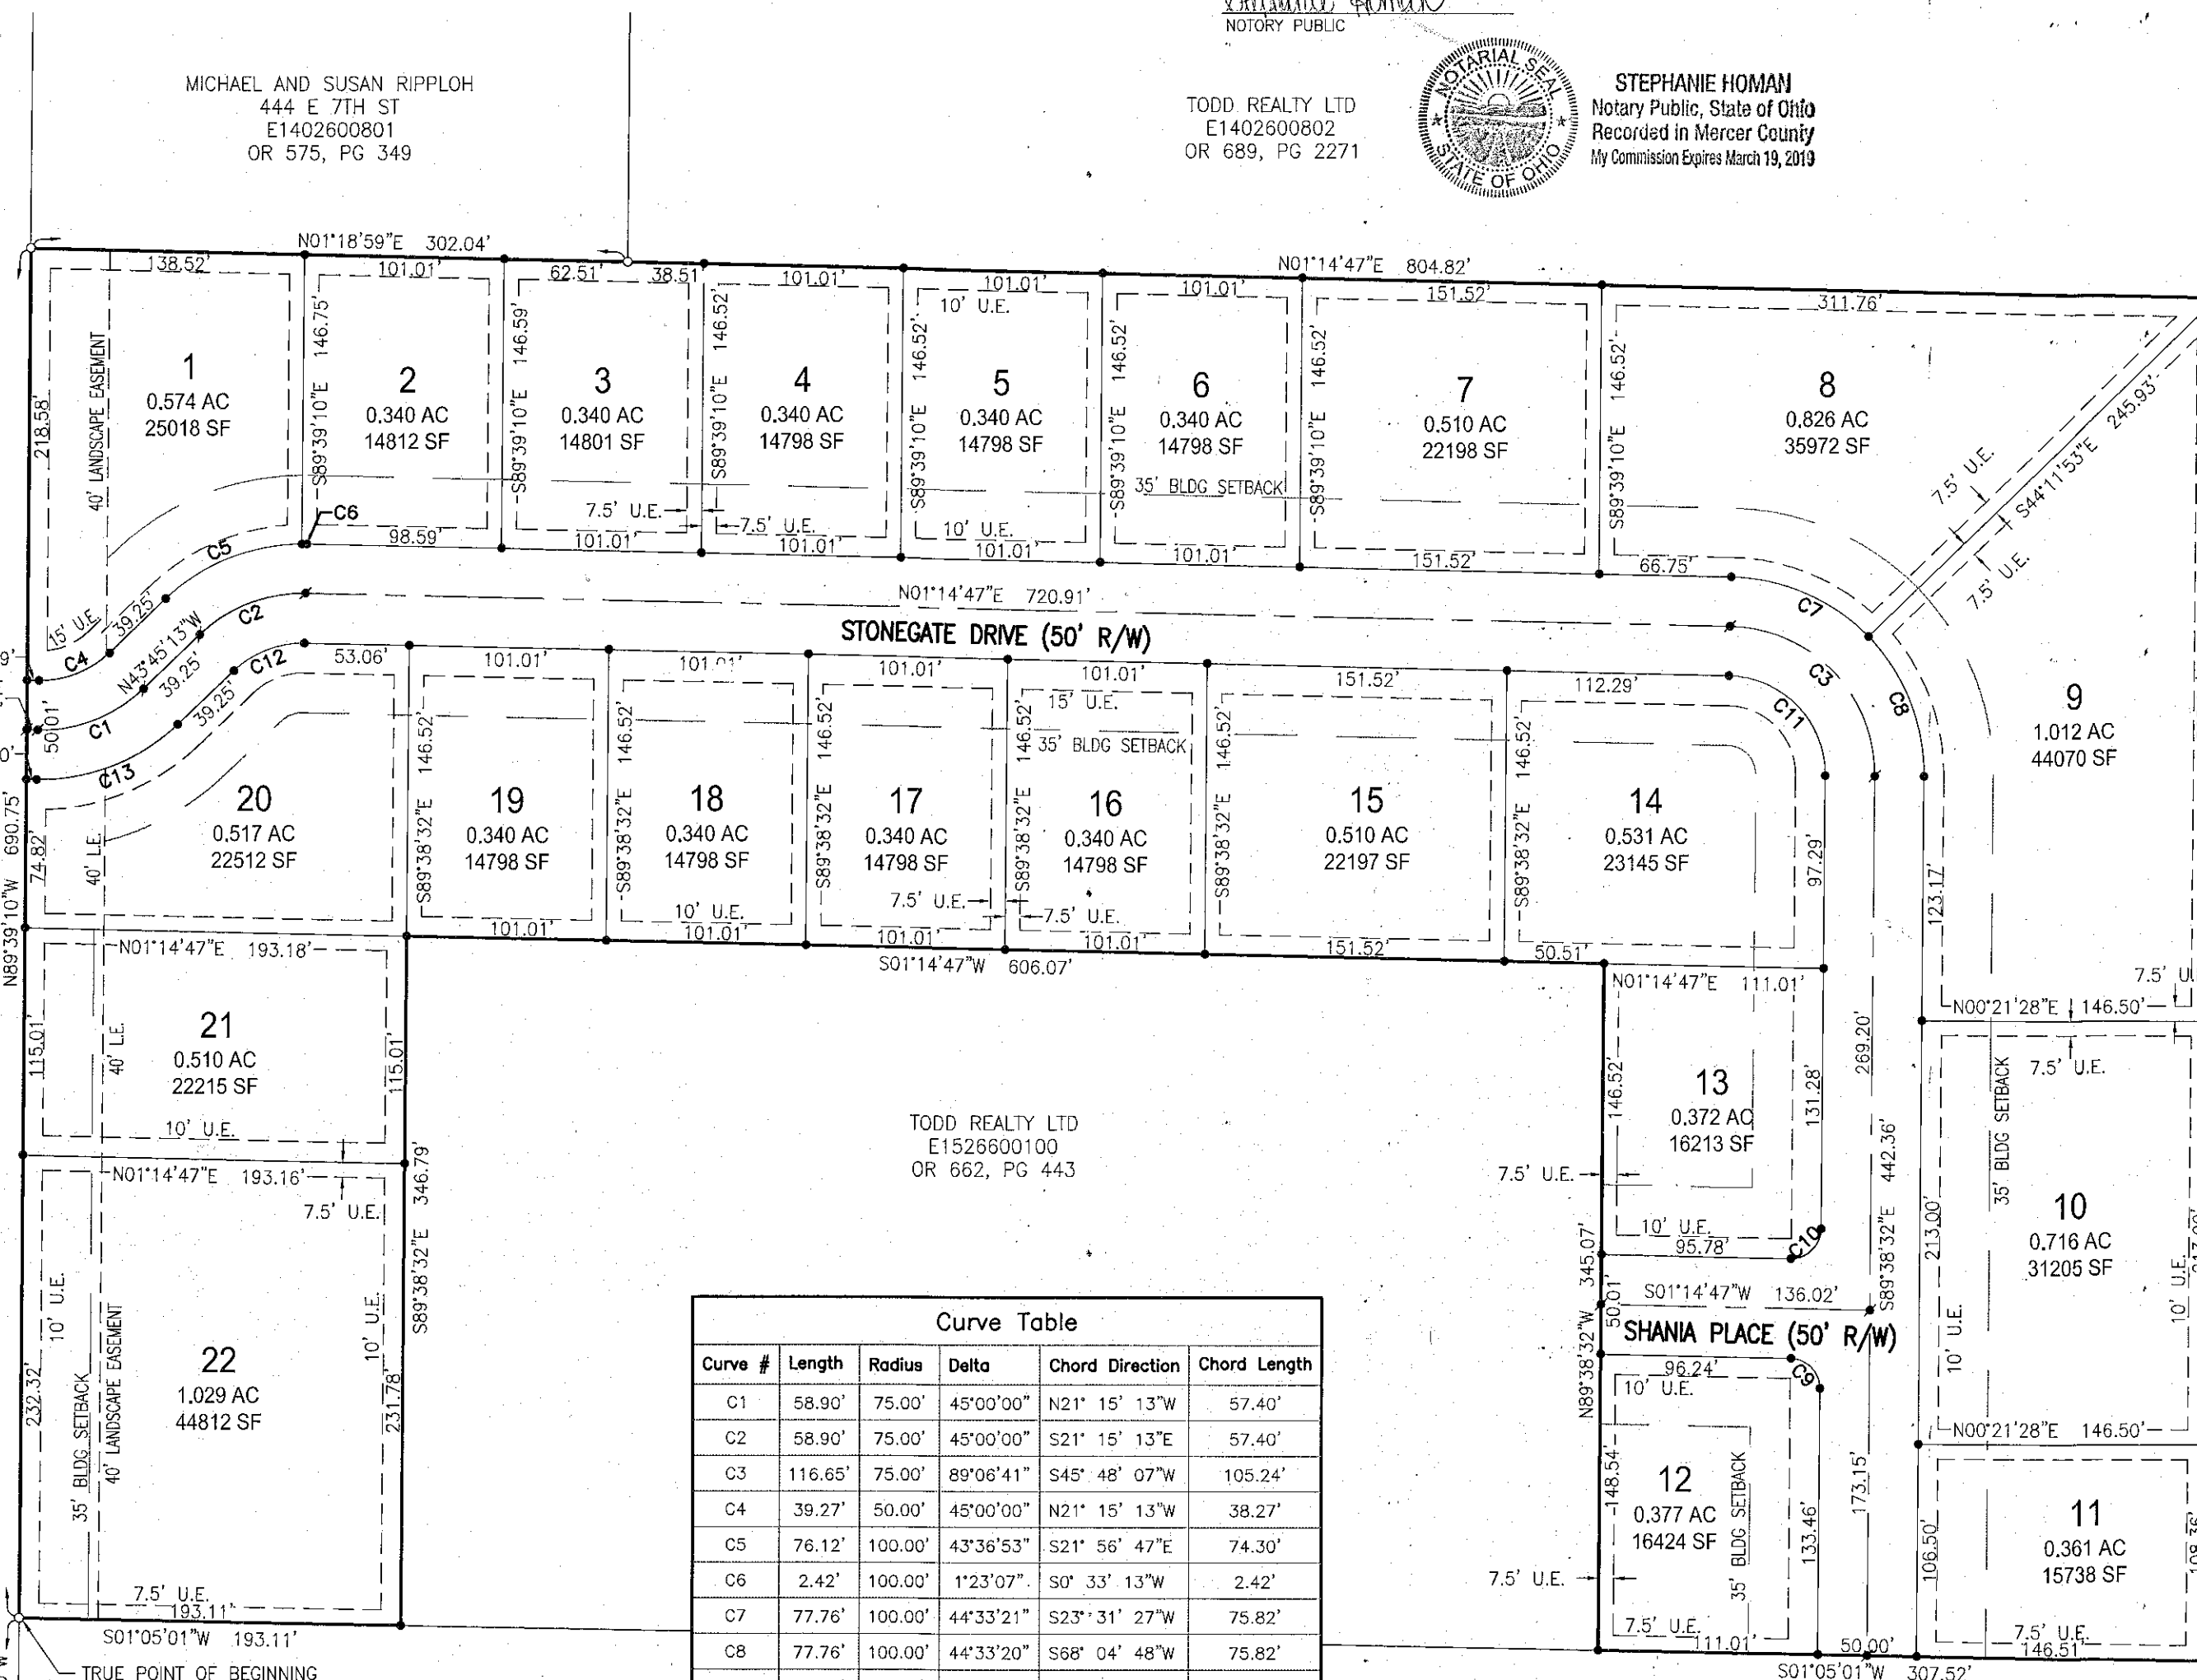 NOTORY PUBLIC
MICHAEL AND SUSAN RIPPLOH
444 E 7TH ST
E1402600801
OR 575, PG 349
TODD REALTY LTD
E1402600802
OR 689, PG 2271
NOTARIAL SEAL
STATE OF OHIO
STEPHANIE HOMAN
Notary Public, State of Ohio
Recorded in Mercer County
My Commission Expires March 19, 2019
N01°18'59"E 302.04'
N01°14'47"E 804.82'
138.52'
101.01'
62.51'
38.51'
101.01'
101.01'
101.01'
151.52'
311.76'
218.58'
40' LANDSCAPE EASEMENT
1
0.574 AC
25018 SF
S89°39'10"E 146.75'
2
0.340 AC
14812 SF
S89°39'10"E 146.59'
3
0.340 AC
14801 SF
7.5' U.E.
S89°39'10"E 146.52'
4
0.340 AC
14798 SF
7.5' U.E.
S89°39'10"E 146.52'
10' U.E.
5
0.340 AC
14798 SF
10' U.E.
S89°39'10"E 146.52'
6
0.340 AC
14798 SF
35' BLDG SETBACK
S89°39'10"E 146.52'
7
0.510 AC
22198 SF
S89°39'10"E 146.52'
8
0.826 AC
35972 SF
7.5' U.E.
S44°11'53"E 245.93'
7.5' U.E.
C6
98.59'
101.01'
101.01'
101.01'
101.01'
151.52'
66.75'
C7
15' U.E.
C4
39.25'
C5
N43°45'13"W
39.25'
C2
C1
50.01'
N01°14'47"E 720.91'
STONEGATE DRIVE (50' R/W)
C3
C8
C13
39.25'
C12
53.06'
101.01'
101.01'
101.01'
101.01'
151.52'
112.29'
C11
9'
0'
N89°39'10"W 690.75'
74.82'
40' L.E.
20
0.517 AC
22512 SF
S89°38'32"E 146.52'
19
0.340 AC
14798 SF
S89°38'32"E 146.52'
18
0.340 AC
14798 SF
10' U.E.
S89°38'32"E 146.52'
17
0.340 AC
14798 SF
7.5' U.E.
S89°38'32"E 146.52'
15' U.E.
35' BLDG SETBACK
16
0.340 AC
14798 SF
7.5' U.E.
S89°38'32"E 146.52'
15
0.510 AC
22197 SF
S89°38'32"E 146.52'
14
0.531 AC
23145 SF
97.29'
9
1.012 AC
44070 SF
123.17'
101.01'
101.01'
101.01'
101.01'
151.52'
50.51'
S01°14'47"W 606.07'
N01°14'47"E 193.18'
115.01'
40' L.E.
21
0.510 AC
22215 SF
10' U.E.
115.01'
N01°14'47"E 193.16'
7.5' U.E.
S89°38'32"E 346.79'
232.32'
10' U.E.
35' BLDG SETBACK
40' LANDSCAPE EASEMENT
22
1.029 AC
44812 SF
10' U.E.
231.78'
7.5' U.E.
193.11'
S01°05'01"W 193.11'
TRUE POINT OF BEGINNING
TODD REALTY LTD
E1526600100
OR 662, PG 443
N01°14'47"E 111.01'
146.52'
13
0.372 AC
16213 SF
131.28'
7.5' U.E.
10' U.E.
95.78'
C10
269.20'
S89°38'32"E 442.36'
N89°38'32"W 345.07'
50.01'
S01°14'47"W 136.02'
SHANIA PLACE (50' R/W)
96.24'
C9
10' U.E.
148.54'
12
0.377 AC
16424 SF
35' BLDG SETBACK
133.46'
173.15'
7.5' U.E.
7.5' U.E.
111.01'
50.00'
S01°05'01"W 307.52'
7.5' U
N00°21'28"E 146.50'
7.5' U.E.
35' BLDG SETBACK
213.00'
10
0.716 AC
31205 SF
10' U.E.
10' U.E.
N00°21'28"E 146.50'
106.50'
11
0.361 AC
15738 SF
7.5' U.E.
146.51'
Curve Table
Curve # Length Radius Delta Chord Direction Chord Length
C1 58.90' 75.00' 45°00'00" N21° 15' 13"W 57.40'
C2 58.90' 75.00' 45°00'00" S21° 15' 13"E 57.40'
C3 116.65' 75.00' 89°06'41" S45° 48' 07"W 105.24'
C4 39.27' 50.00' 45°00'00" N21° 15' 13"W 38.27'
C5 76.12' 100.00' 43°36'53" S21° 56' 47"E 74.30'
C6 2.42' 100.00' 1°23'07" S0° 33' 13"W 2.42'
C7 77.76' 100.00' 44°33'21" S23° 31' 27"W 75.82'
C8 77.76' 100.00' 44°33'20" S68° 04' 48"W 75.82'